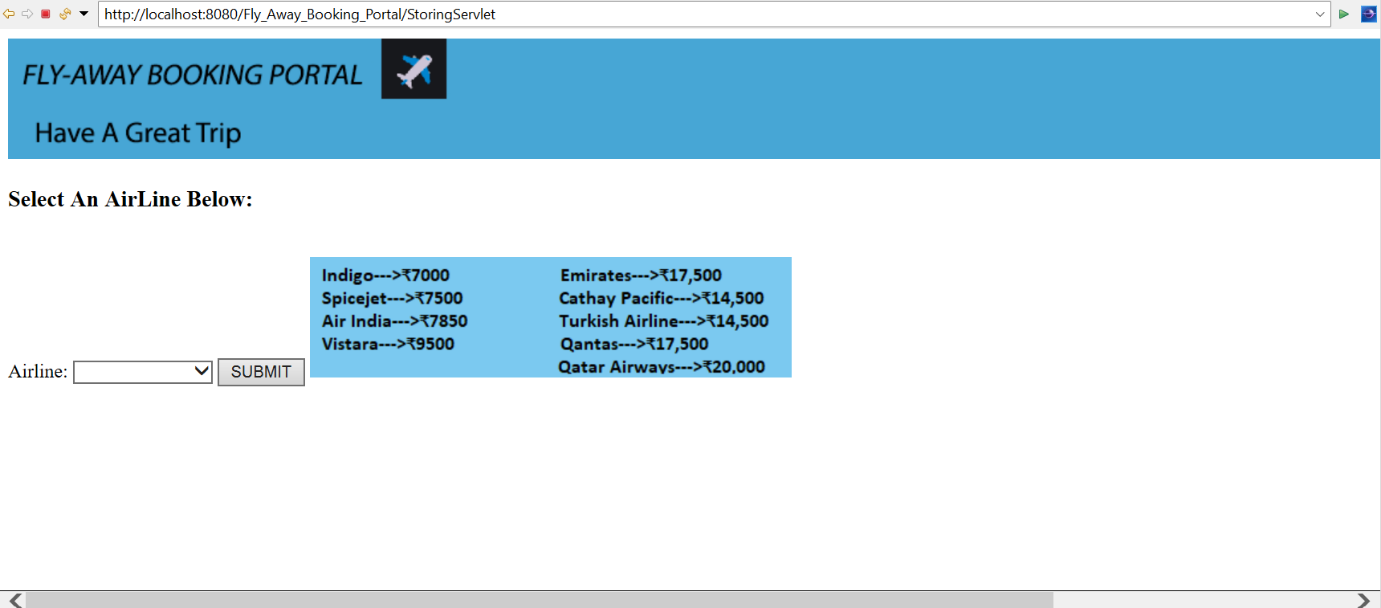 http://localhost:8080/Fly_Away_Booking_Portal/StoringServlet
FLY-AWAY BOOKING PORTAL
Have A Great Trip
Select An AirLine Below:
Indigo--->₹7000
Spicejet--->₹7500
Air India--->₹7850
Vistara--->₹9500
Emirates--->₹17,500
Cathay Pacific--->₹14,500
Turkish Airline--->₹14,500
Qantas--->₹17,500
Qatar Airways--->₹20,000
Airline: SUBMIT